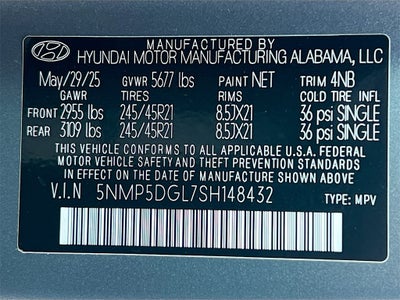 MANUFACTURED BY
HYUNDAI MOTOR MANUFACTURING ALABAMA, LLC
May/29/25 GVWR 5677 lbs PAINT NET TRIM 4NB
GAWR TIRES RIMS COLD TIRE INFL
FRONT 2955 lbs 245/45R21 8.5JX21 36 psi SINGLE
REAR 3109 lbs 245/45R21 8.5JX21 36 psi SINGLE
THIS VEHICLE CONFORMS TO ALL APPLICABLE U.S.A FEDERAL
MOTOR VEHICLE SAFETY AND THEFT PREVENTION STANDARDS
IN EFFECT ON THE DATE OF MANUFACTURE SHOWN ABOVE.
V.I.N 5NMP5DGL7SH148432 TYPE: MPV